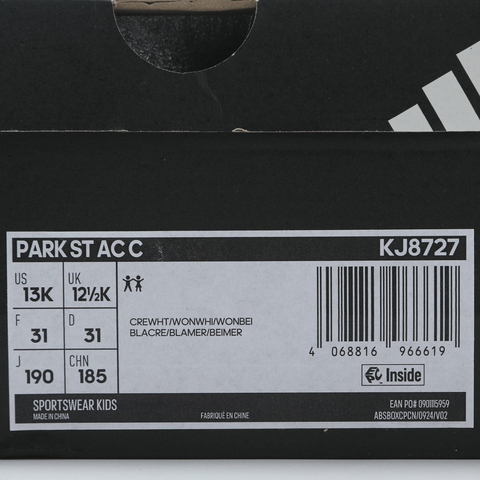 PARK ST AC C KJ8727
US 13K UK 12½K
F 31 D 31
J 190 CHN 185
CREWHT/WONWHI/WONBEI
BLACRE/BLAMER/BEIMER
4 068816 966619
Inside
SPORTSWEAR KIDS EAN PO# 0901115959
MADE IN CHINA FABRIQUÉ EN CHINE ABSBOXCPCN/0924/V02